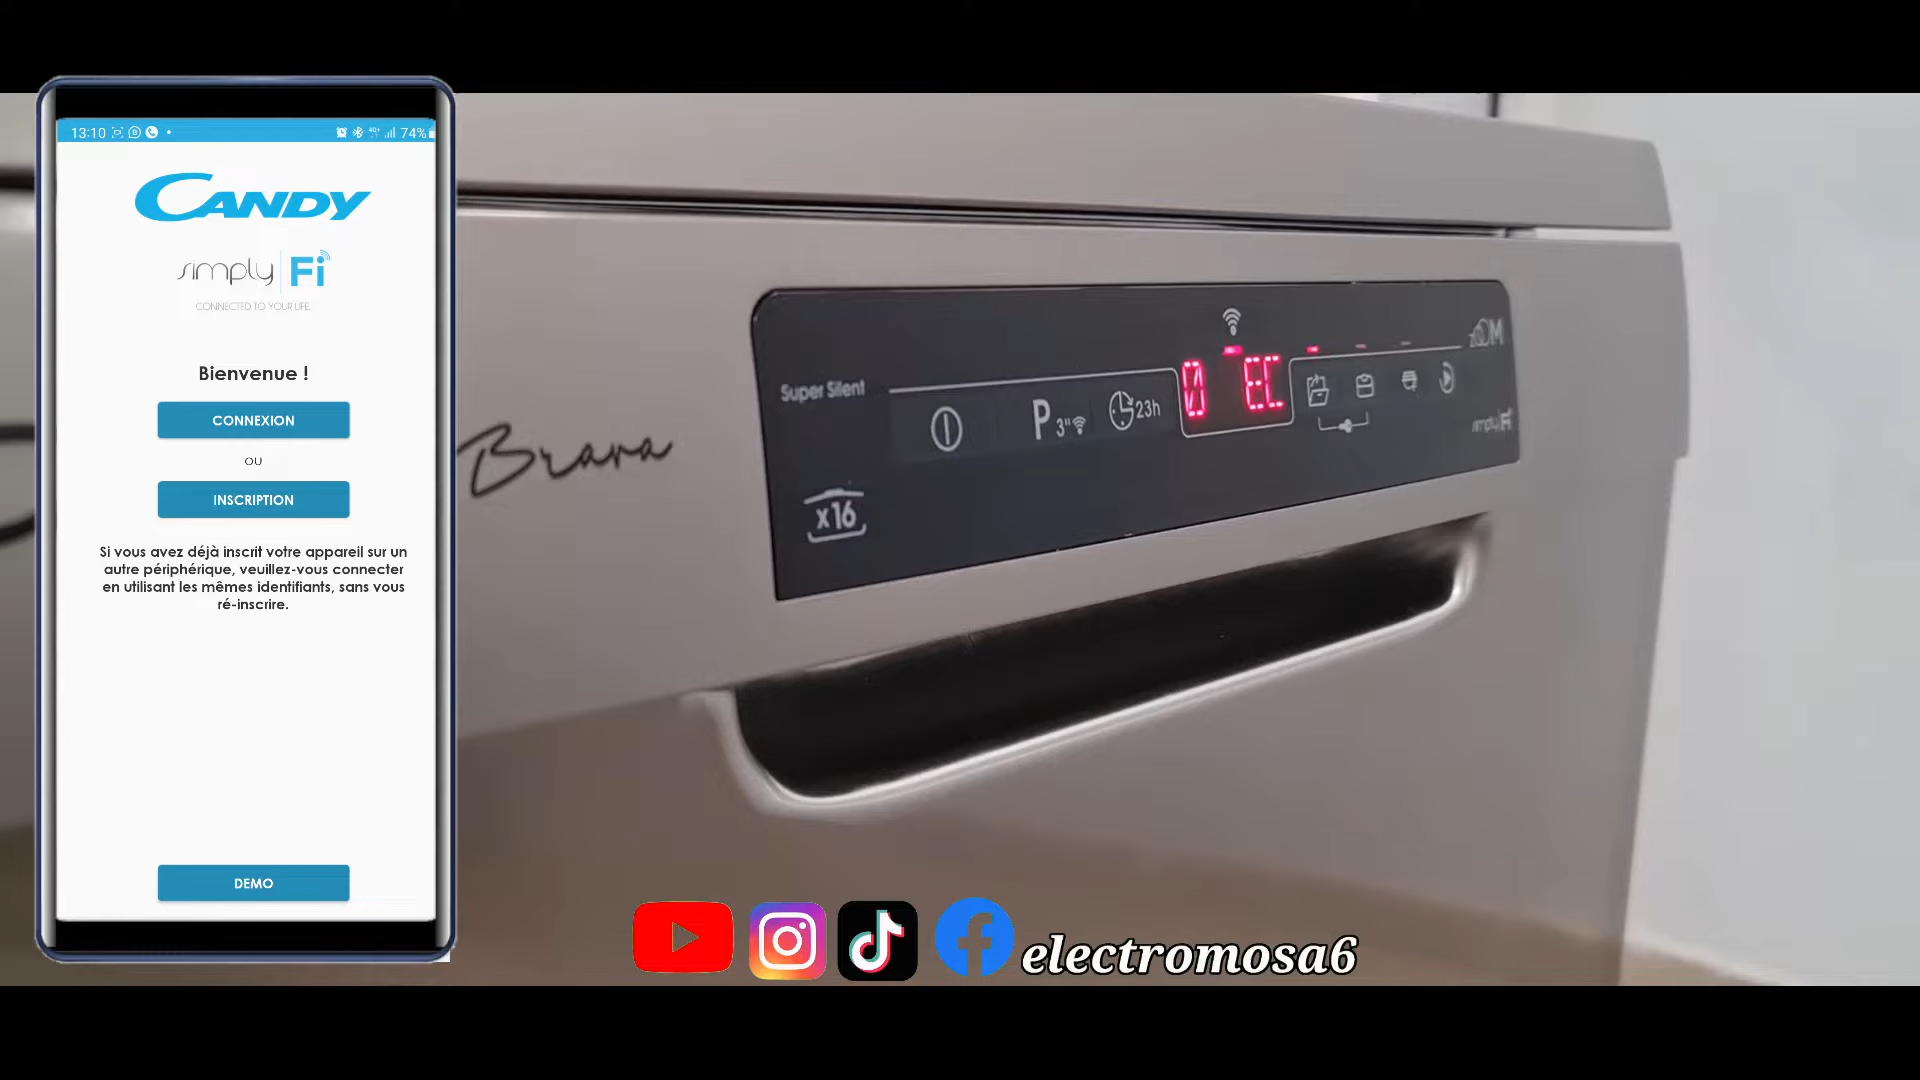 13:10
74%
CANDY
simply Fi
CONNECTED TO YOUR LIFE.
Bienvenue !
CONNEXION
OU
INSCRIPTION
Si vous avez déjà inscrit votre appareil sur un
autre périphérique, veuillez-vous connecter
en utilisant les mêmes identifiants, sans vous
ré-inscrire.
DEMO
Brava
Super Silent
P 3"
23h
0 EC
zOOM
simply Fi
x16
electromosa6